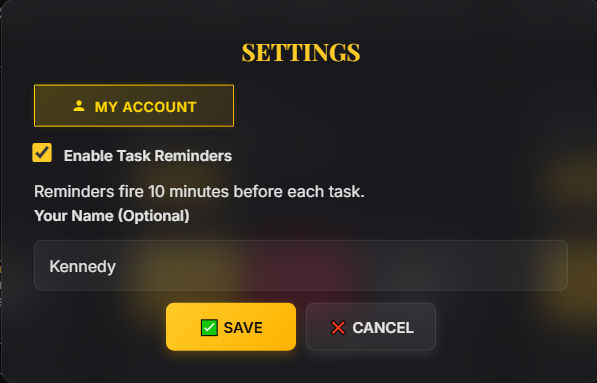 SETTINGS
MY ACCOUNT
Enable Task Reminders
Reminders fire 10 minutes before each task.
Your Name (Optional)
Kennedy
✅ SAVE
❌ CANCEL